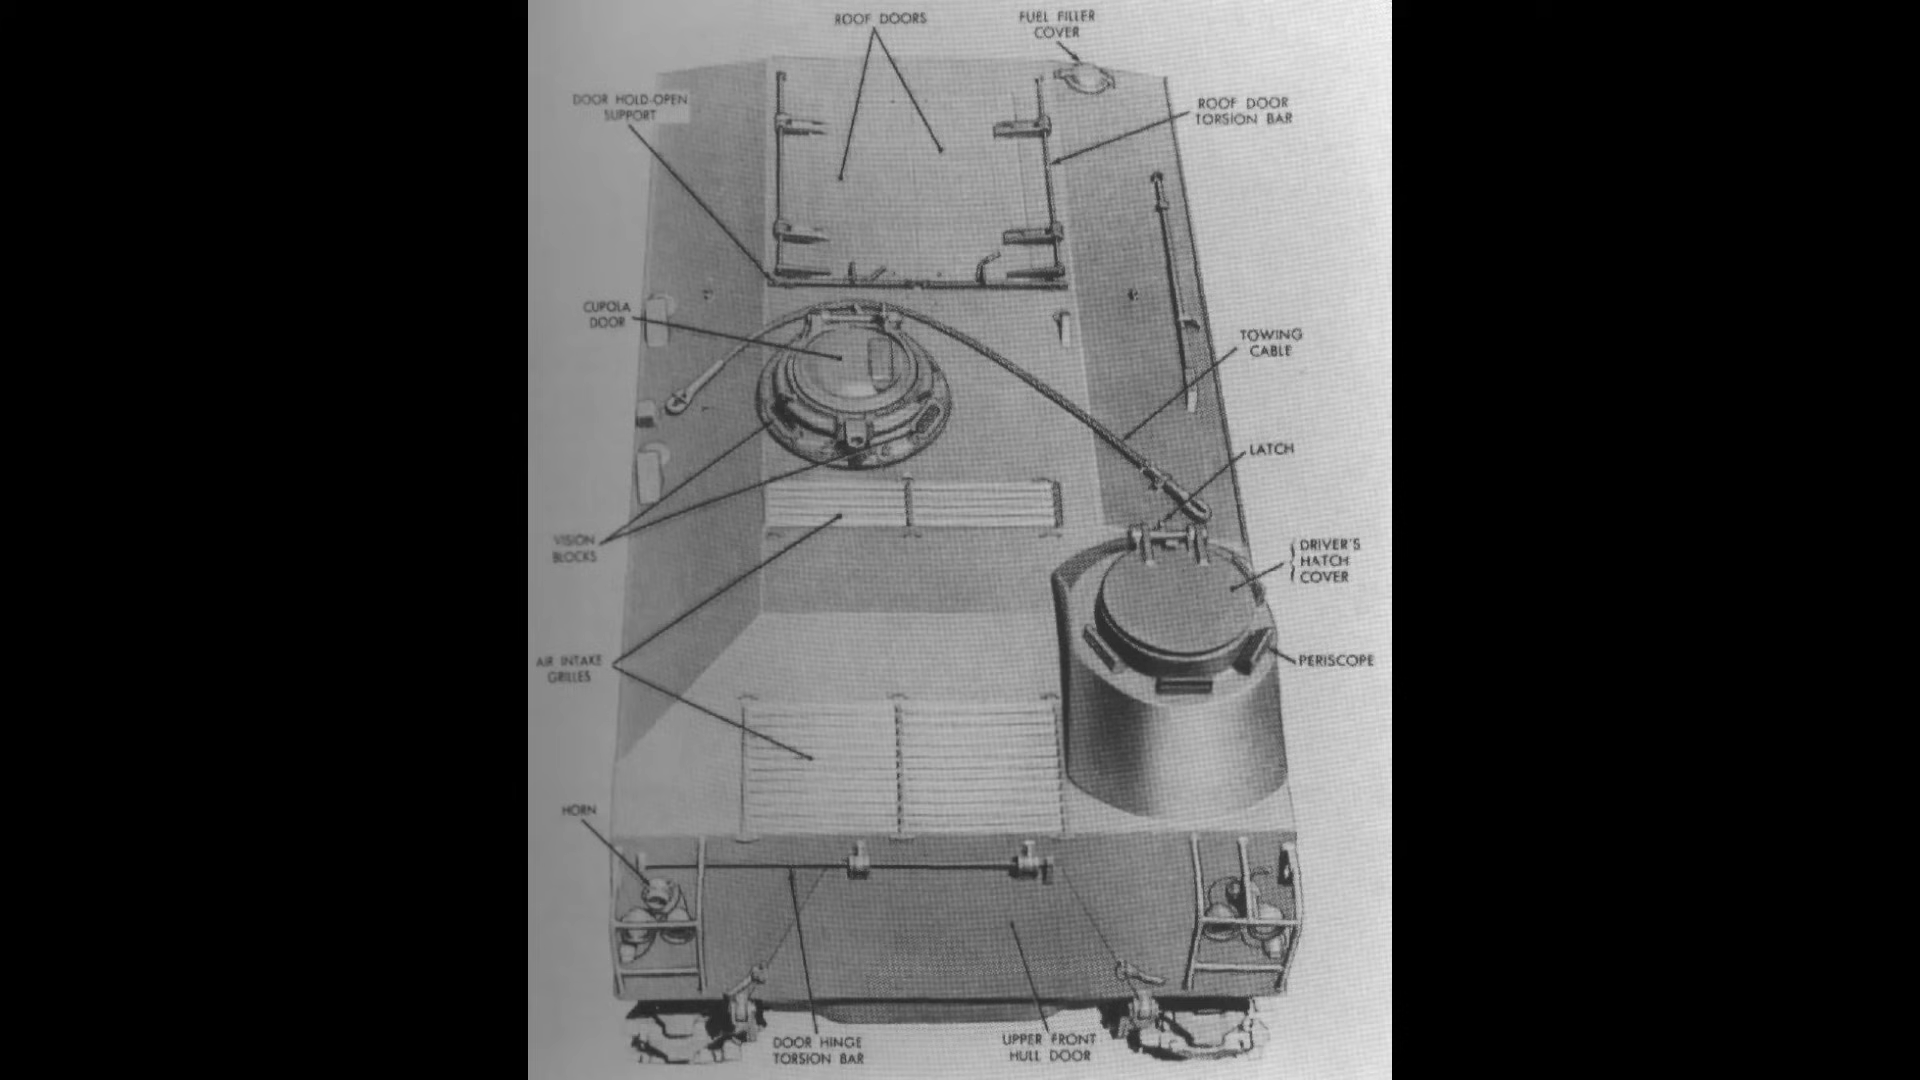 ROOF DOORS
FUEL FILLER
COVER
DOOR HOLD-OPEN
SUPPORT
ROOF DOOR
TORSION BAR
CUPOLA
DOOR
TOWING
CABLE
LATCH
VISION
BLOCKS
DRIVER'S
HATCH
COVER
AIR INTAKE
GRILLES
PERISCOPE
HORN
DOOR HINGE
TORSION BAR
UPPER FRONT
HULL DOOR